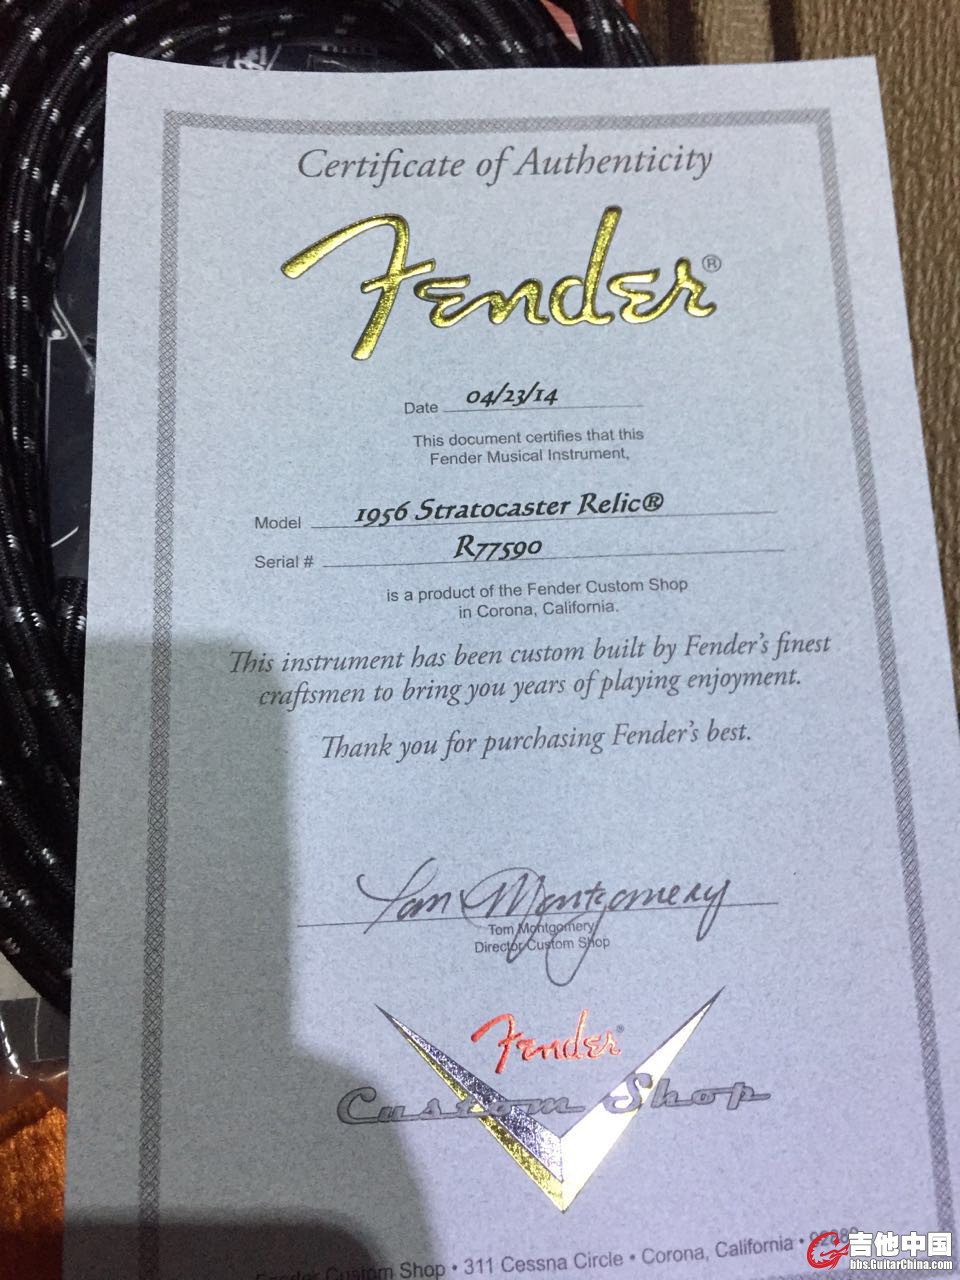 Certificate of Authenticity
Fender®
Date 04/23/14
This document certifies that this
Fender Musical Instrument,
Model 1956 Stratocaster Relic®
Serial # R77590
is a product of the Fender Custom Shop
in Corona, California.
This instrument has been custom built by Fender's finest
craftsmen to bring you years of playing enjoyment.
Thank you for purchasing Fender's best.
Tom Montgomery
Tom Montgomery
Director Custom Shop
Fender®
Custom Shop
Fender Custom Shop • 311 Cessna Circle • Corona, California •
吉他中国
bbs.GuitarChina.com